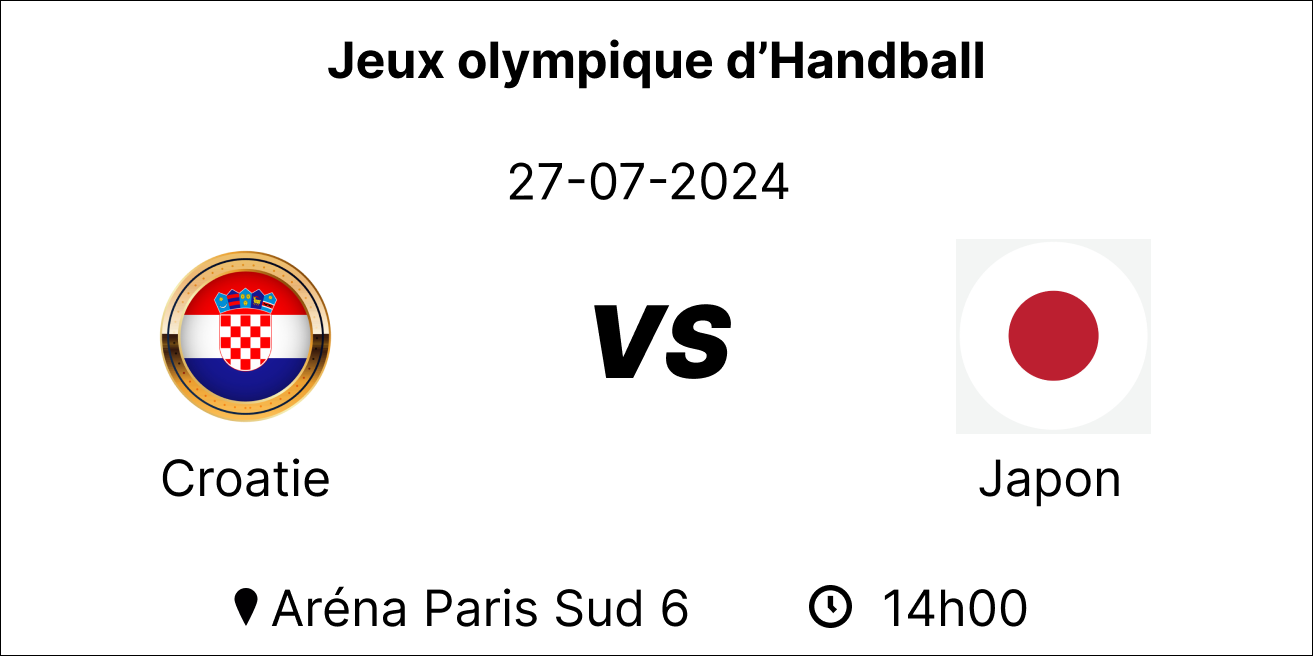 Jeux olympique d’Handball
27-07-2024
VS
Croatie
Japon
Aréna Paris Sud 6
14h00